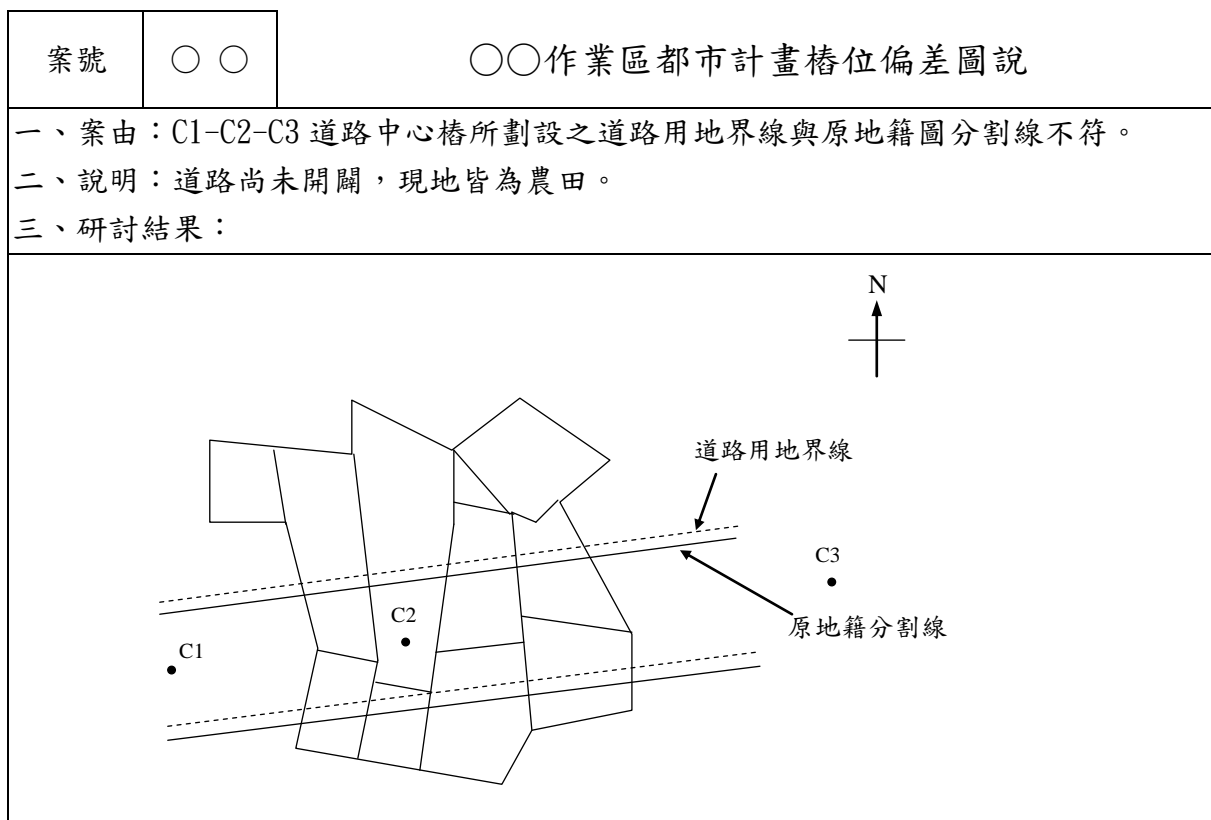 案號 ○ ○ ○○作業區都市計畫樁位偏差圖說
一、案由：C1-C2-C3 道路中心樁所劃設之道路用地界線與原地籍圖分割線不符。
二、說明：道路尚未開闢，現地皆為農田。
三、研討結果：
N
道路用地界線
C3
C2
原地籍分割線
C1